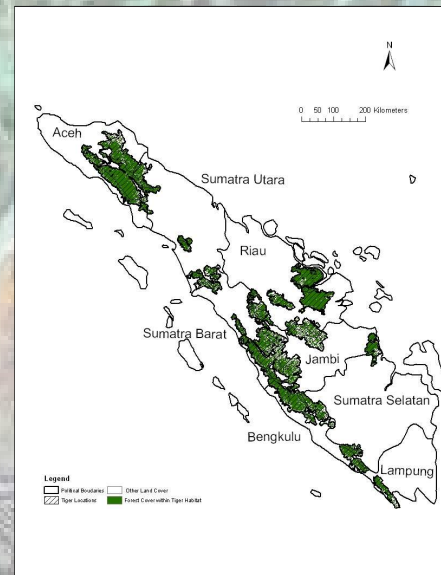 N
0 50 100 200 Kilometers
Aceh
Sumatra Utara
Riau
Sumatra Barat
Jambi
Sumatra Selatan
Bengkulu
Lampung
Legend
Political Boudaries Other Land Cover
Tiger Locations Forest Cover within Tiger Habitat